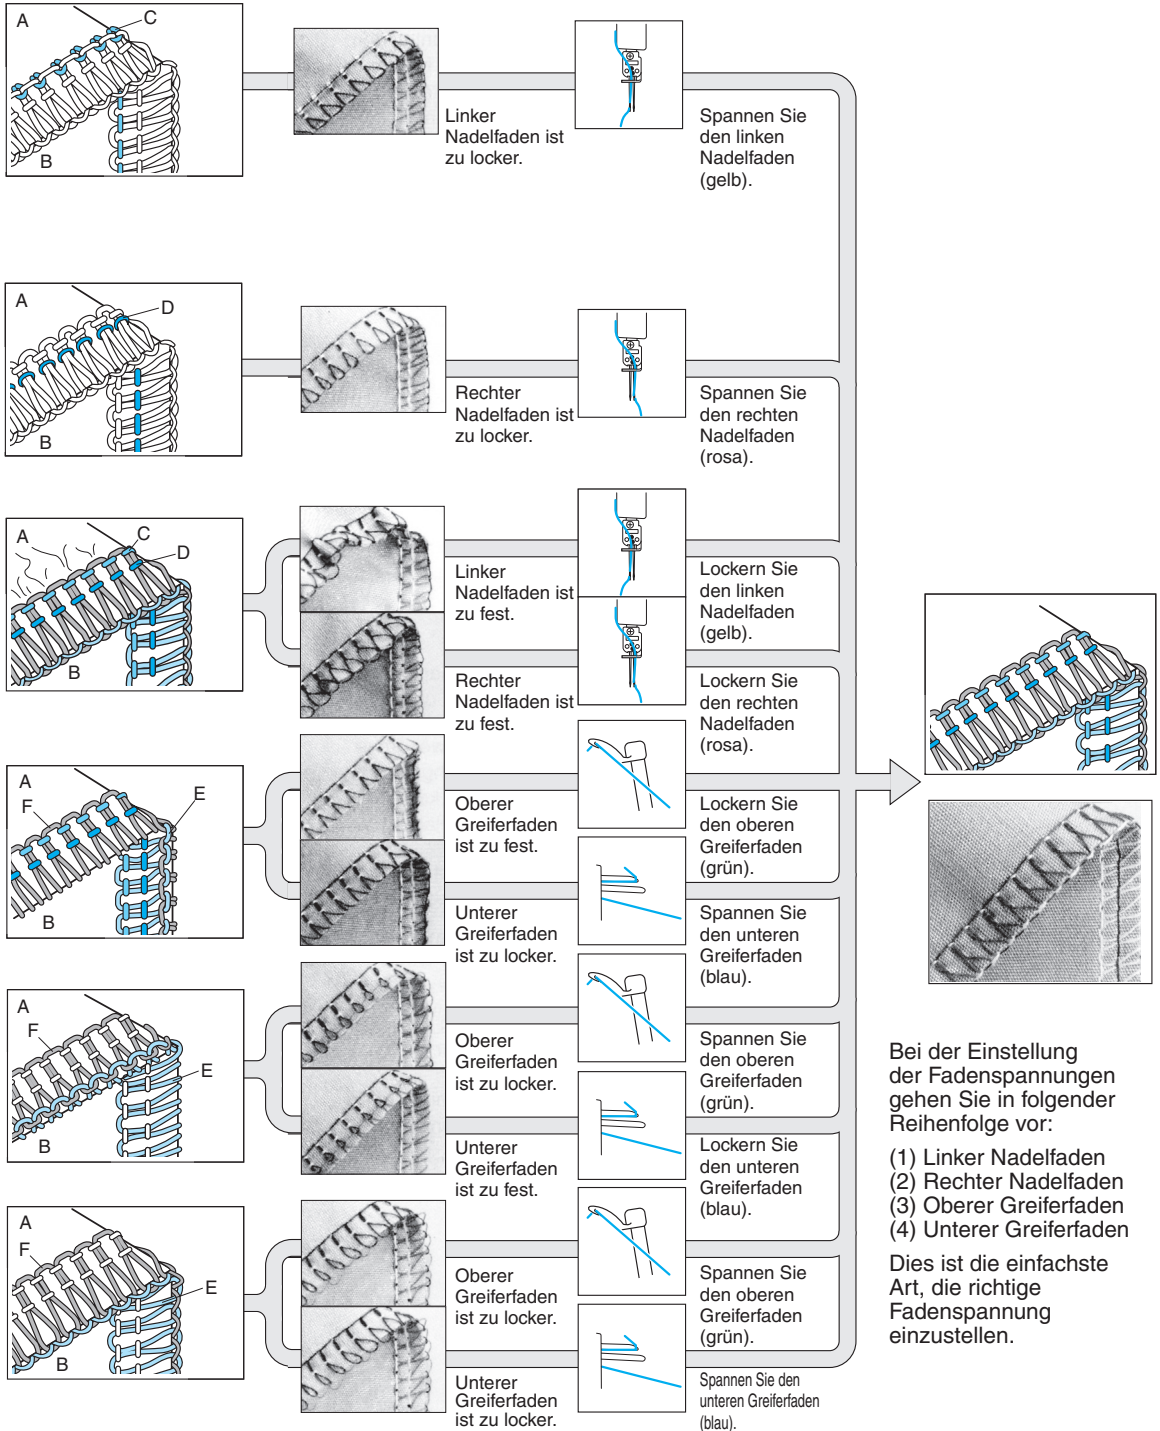 A
C
B
Linker
Nadelfaden ist
zu locker.
Spannen Sie
den linken
Nadelfaden
(gelb).
A
D
B
Rechter
Nadelfaden ist
zu locker.
Spannen Sie
den rechten
Nadelfaden
(rosa).
A
C
D
B
Linker
Nadelfaden ist
zu fest.
Lockern Sie
den linken
Nadelfaden
(gelb).
Rechter
Nadelfaden ist
zu fest.
Lockern Sie
den rechten
Nadelfaden
(rosa).
A
F
E
B
Oberer
Greiferfaden
ist zu fest.
Lockern Sie
den oberen
Greiferfaden
(grün).
Unterer
Greiferfaden
ist zu locker.
Spannen Sie
den unteren
Greiferfaden
(blau).
A
F
E
B
Oberer
Greiferfaden
ist zu locker.
Spannen Sie
den oberen
Greiferfaden
(grün).
Unterer
Greiferfaden
ist zu fest.
Lockern Sie
den unteren
Greiferfaden
(blau).
A
F
E
B
Oberer
Greiferfaden
ist zu locker.
Spannen Sie
den oberen
Greiferfaden
(grün).
Unterer
Greiferfaden
ist zu locker.
Spannen Sie den
unteren Greiferfaden
(blau).
Bei der Einstellung
der Fadenspannungen
gehen Sie in folgender
Reihenfolge vor:
(1) Linker Nadelfaden
(2) Rechter Nadelfaden
(3) Oberer Greiferfaden
(4) Unterer Greiferfaden
Dies ist die einfachste
Art, die richtige
Fadenspannung
einzustellen.